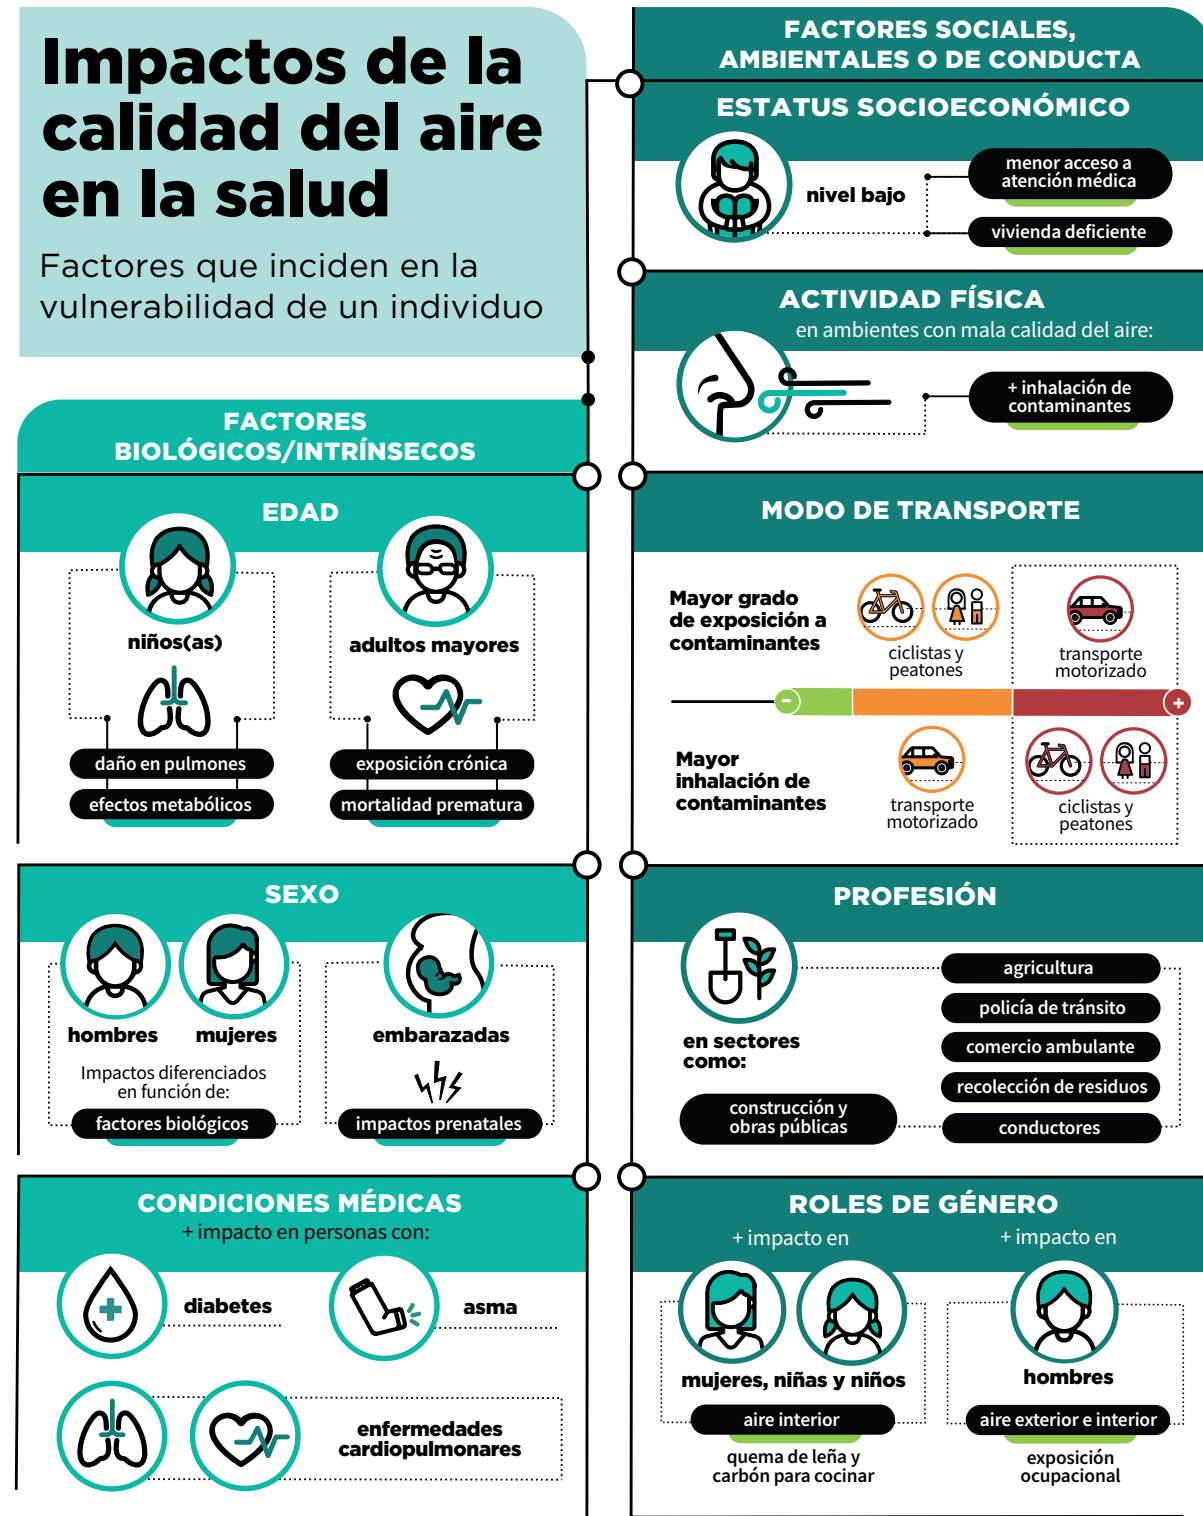 Impactos de la
calidad del aire
en la salud
Factores que inciden en la
vulnerabilidad de un individuo
FACTORES
BIOLÓGICOS/INTRÍNSECOS
EDAD
niños(as)
daño en pulmones
efectos metabólicos
adultos mayores
exposición crónica
mortalidad prematura
SEXO
hombres
mujeres
Impactos diferenciados
en función de:
factores biológicos
embarazadas
impactos prenatales
CONDICIONES MÉDICAS
+ impacto en personas con:
diabetes
asma
enfermedades
cardiopulmonares
FACTORES SOCIALES,
AMBIENTALES O DE CONDUCTA
ESTATUS SOCIOECONÓMICO
nivel bajo
menor acceso a
atención médica
vivienda deficiente
ACTIVIDAD FÍSICA
en ambientes con mala calidad del aire:
+ inhalación de
contaminantes
MODO DE TRANSPORTE
Mayor grado
de exposición a
contaminantes
ciclistas y
peatones
transporte
motorizado
-
+
Mayor
inhalación de
contaminantes
transporte
motorizado
ciclistas y
peatones
PROFESIÓN
en sectores
como:
agricultura
policía de tránsito
comercio ambulante
recolección de residuos
conductores
construcción y
obras públicas
ROLES DE GÉNERO
+ impacto en
mujeres, niñas y niños
aire interior
quema de leña y
carbón para cocinar
+ impacto en
hombres
aire exterior e interior
exposición
ocupacional